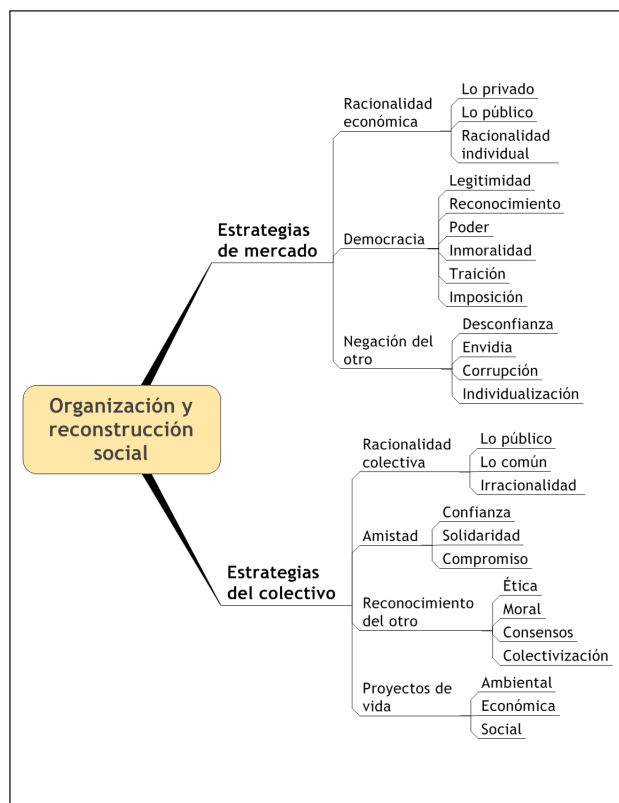 Organización y
reconstrucción
social
Estrategias
de mercado
Racionalidad
económica
Lo privado
Lo público
Racionalidad
individual
Democracia
Legitimidad
Reconocimiento
Poder
Inmoralidad
Traición
Imposición
Negación del
otro
Desconfianza
Envidia
Corrupción
Individualización
Estrategias
del colectivo
Racionalidad
colectiva
Lo público
Lo común
Irracionalidad
Amistad
Confianza
Solidaridad
Compromiso
Reconocimiento
del otro
Ética
Moral
Consensos
Colectivización
Proyectos de
vida
Ambiental
Económica
Social